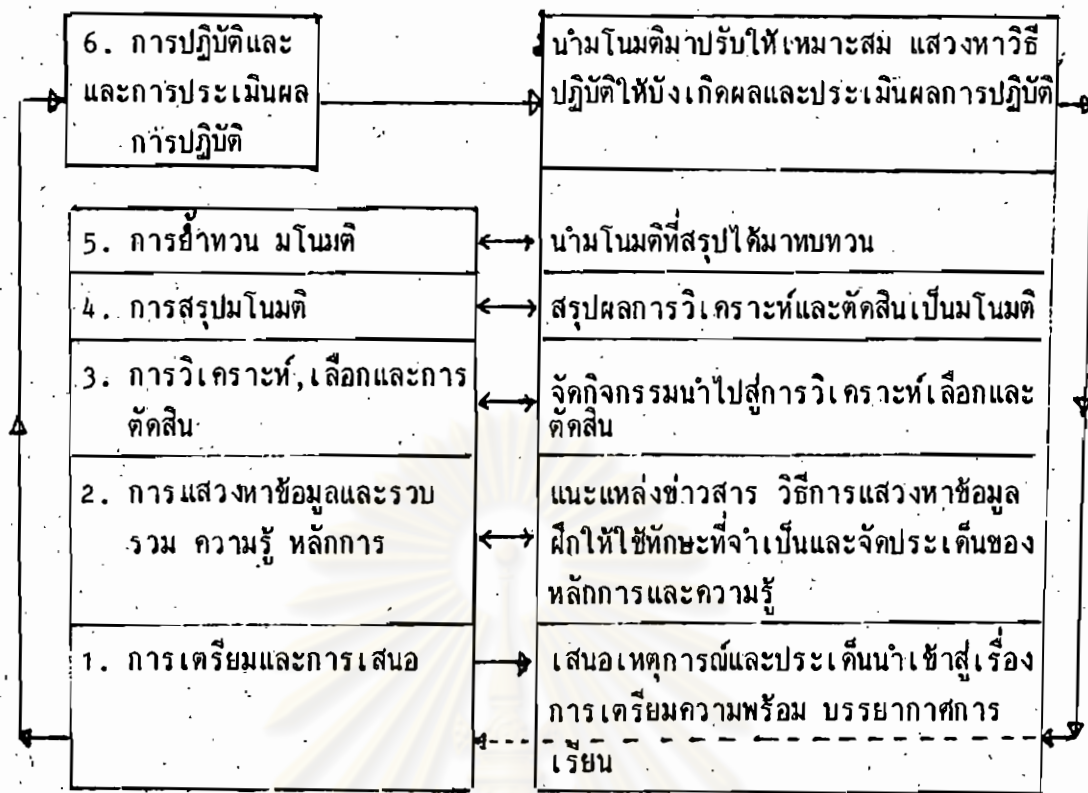 6. การปฏิบัติและ
และการประเมินผล
การปฏิบัติ
นำมโนมติมาปรับให้เหมาะสม แสวงหาวิธี
ปฏิบัติให้บังเกิดผลและประเมินผลการปฏิบัติ
5. การย้ำทวน มโนมติ
นำมโนมติที่สรุปได้มาทบทวน
4. การสรุปมโนมติ
สรุปผลการวิเคราะห์และตัดสินเป็นมโนมติ
3. การวิเคราะห์,เลือกและการ
ตัดสิน
จัดกิจกรรมนำไปสู่การวิเคราะห์เลือกและ
ตัดสิน
2. การแสวงหาข้อมูลและรวบ
รวม ความรู้ หลักการ
แนะแหล่งข่าวสาร วิธีการแสวงหาข้อมูล
ฝึกให้ใช้ทักษะที่จำเป็นและจัดประเด็นของ
หลักการและความรู้
1. การเตรียมและการเสนอ
เสนอเหตุการณ์และประเด็นนำเข้าสู่เรื่อง
การเตรียมความพร้อม บรรยากาศการ
เรียน